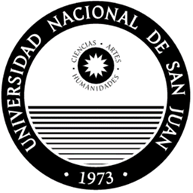 UNIVERSIDAD NACIONAL DE SAN JUAN
· CIENCIAS · ARTES · HUMANIDADES ·
· 1973 ·